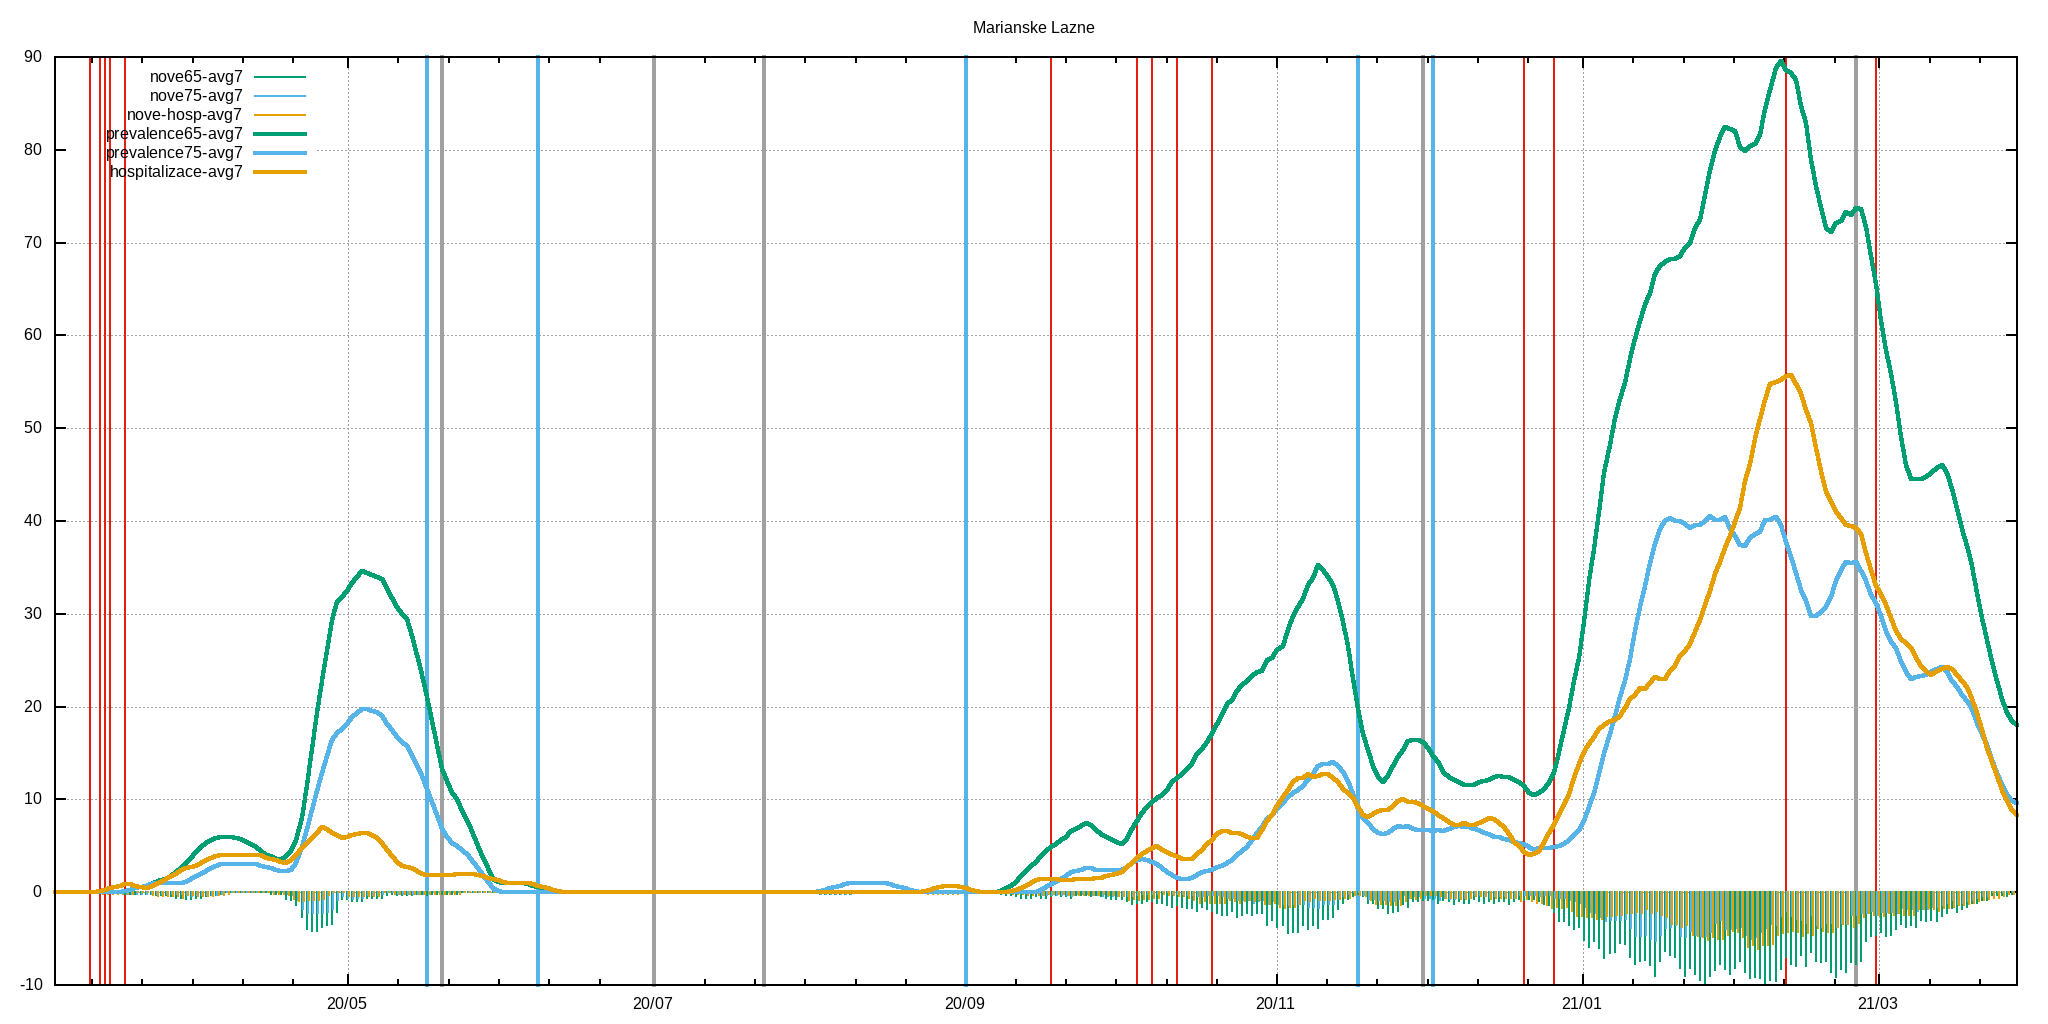 Marianske Lazne
90
80
70
60
50
40
30
20
10
0
-10
nove65-avg7
nove75-avg7
nove-hosp-avg7
prevalence65-avg7
prevalence75-avg7
hospitalizace-avg7
20/05 20/07 20/09 20/11 21/01 21/03